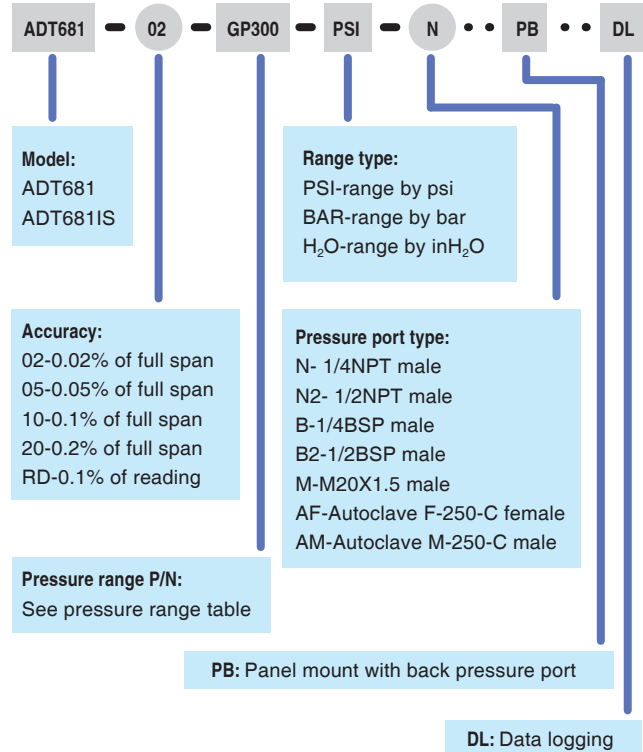 ADT681 – 02 – GP300 – PSI – N •• PB •• DL
Model:
ADT681
ADT681IS
Range type:
PSI-range by psi
BAR-range by bar
H₂O-range by inH₂O
Accuracy:
02-0.02% of full span
05-0.05% of full span
10-0.1% of full span
20-0.2% of full span
RD-0.1% of reading
Pressure port type:
N- 1/4NPT male
N2- 1/2NPT male
B-1/4BSP male
B2-1/2BSP male
M-M20X1.5 male
AF-Autoclave F-250-C female
AM-Autoclave M-250-C male
Pressure range P/N:
See pressure range table
PB: Panel mount with back pressure port
DL: Data logging